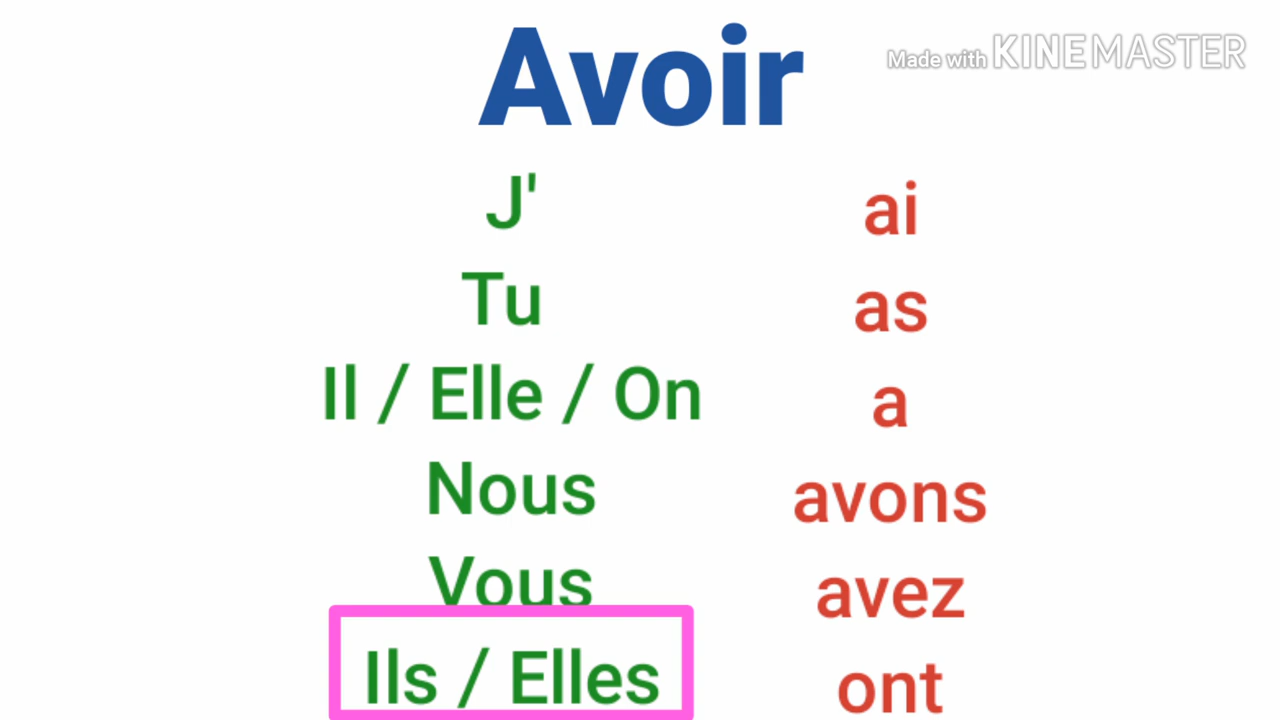 Avoir
Made with KINEMASTER
J' ai
Tu as
Il / Elle / On a
Nous avons
Vous avez
Ils / Elles ont